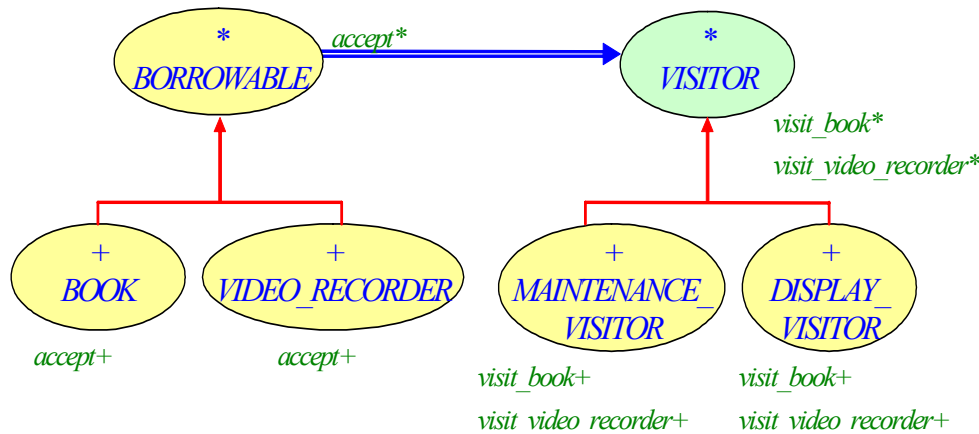 *
BORROWABLE
accept*
*
VISITOR
visit_book*
visit_video_recorder*
+
BOOK
accept+
+
VIDEO_RECORDER
accept+
+
MAINTENANCE_
VISITOR
visit_book+
visit_video_recorder+
+
DISPLAY_
VISITOR
visit_book+
visit_video_recorder+